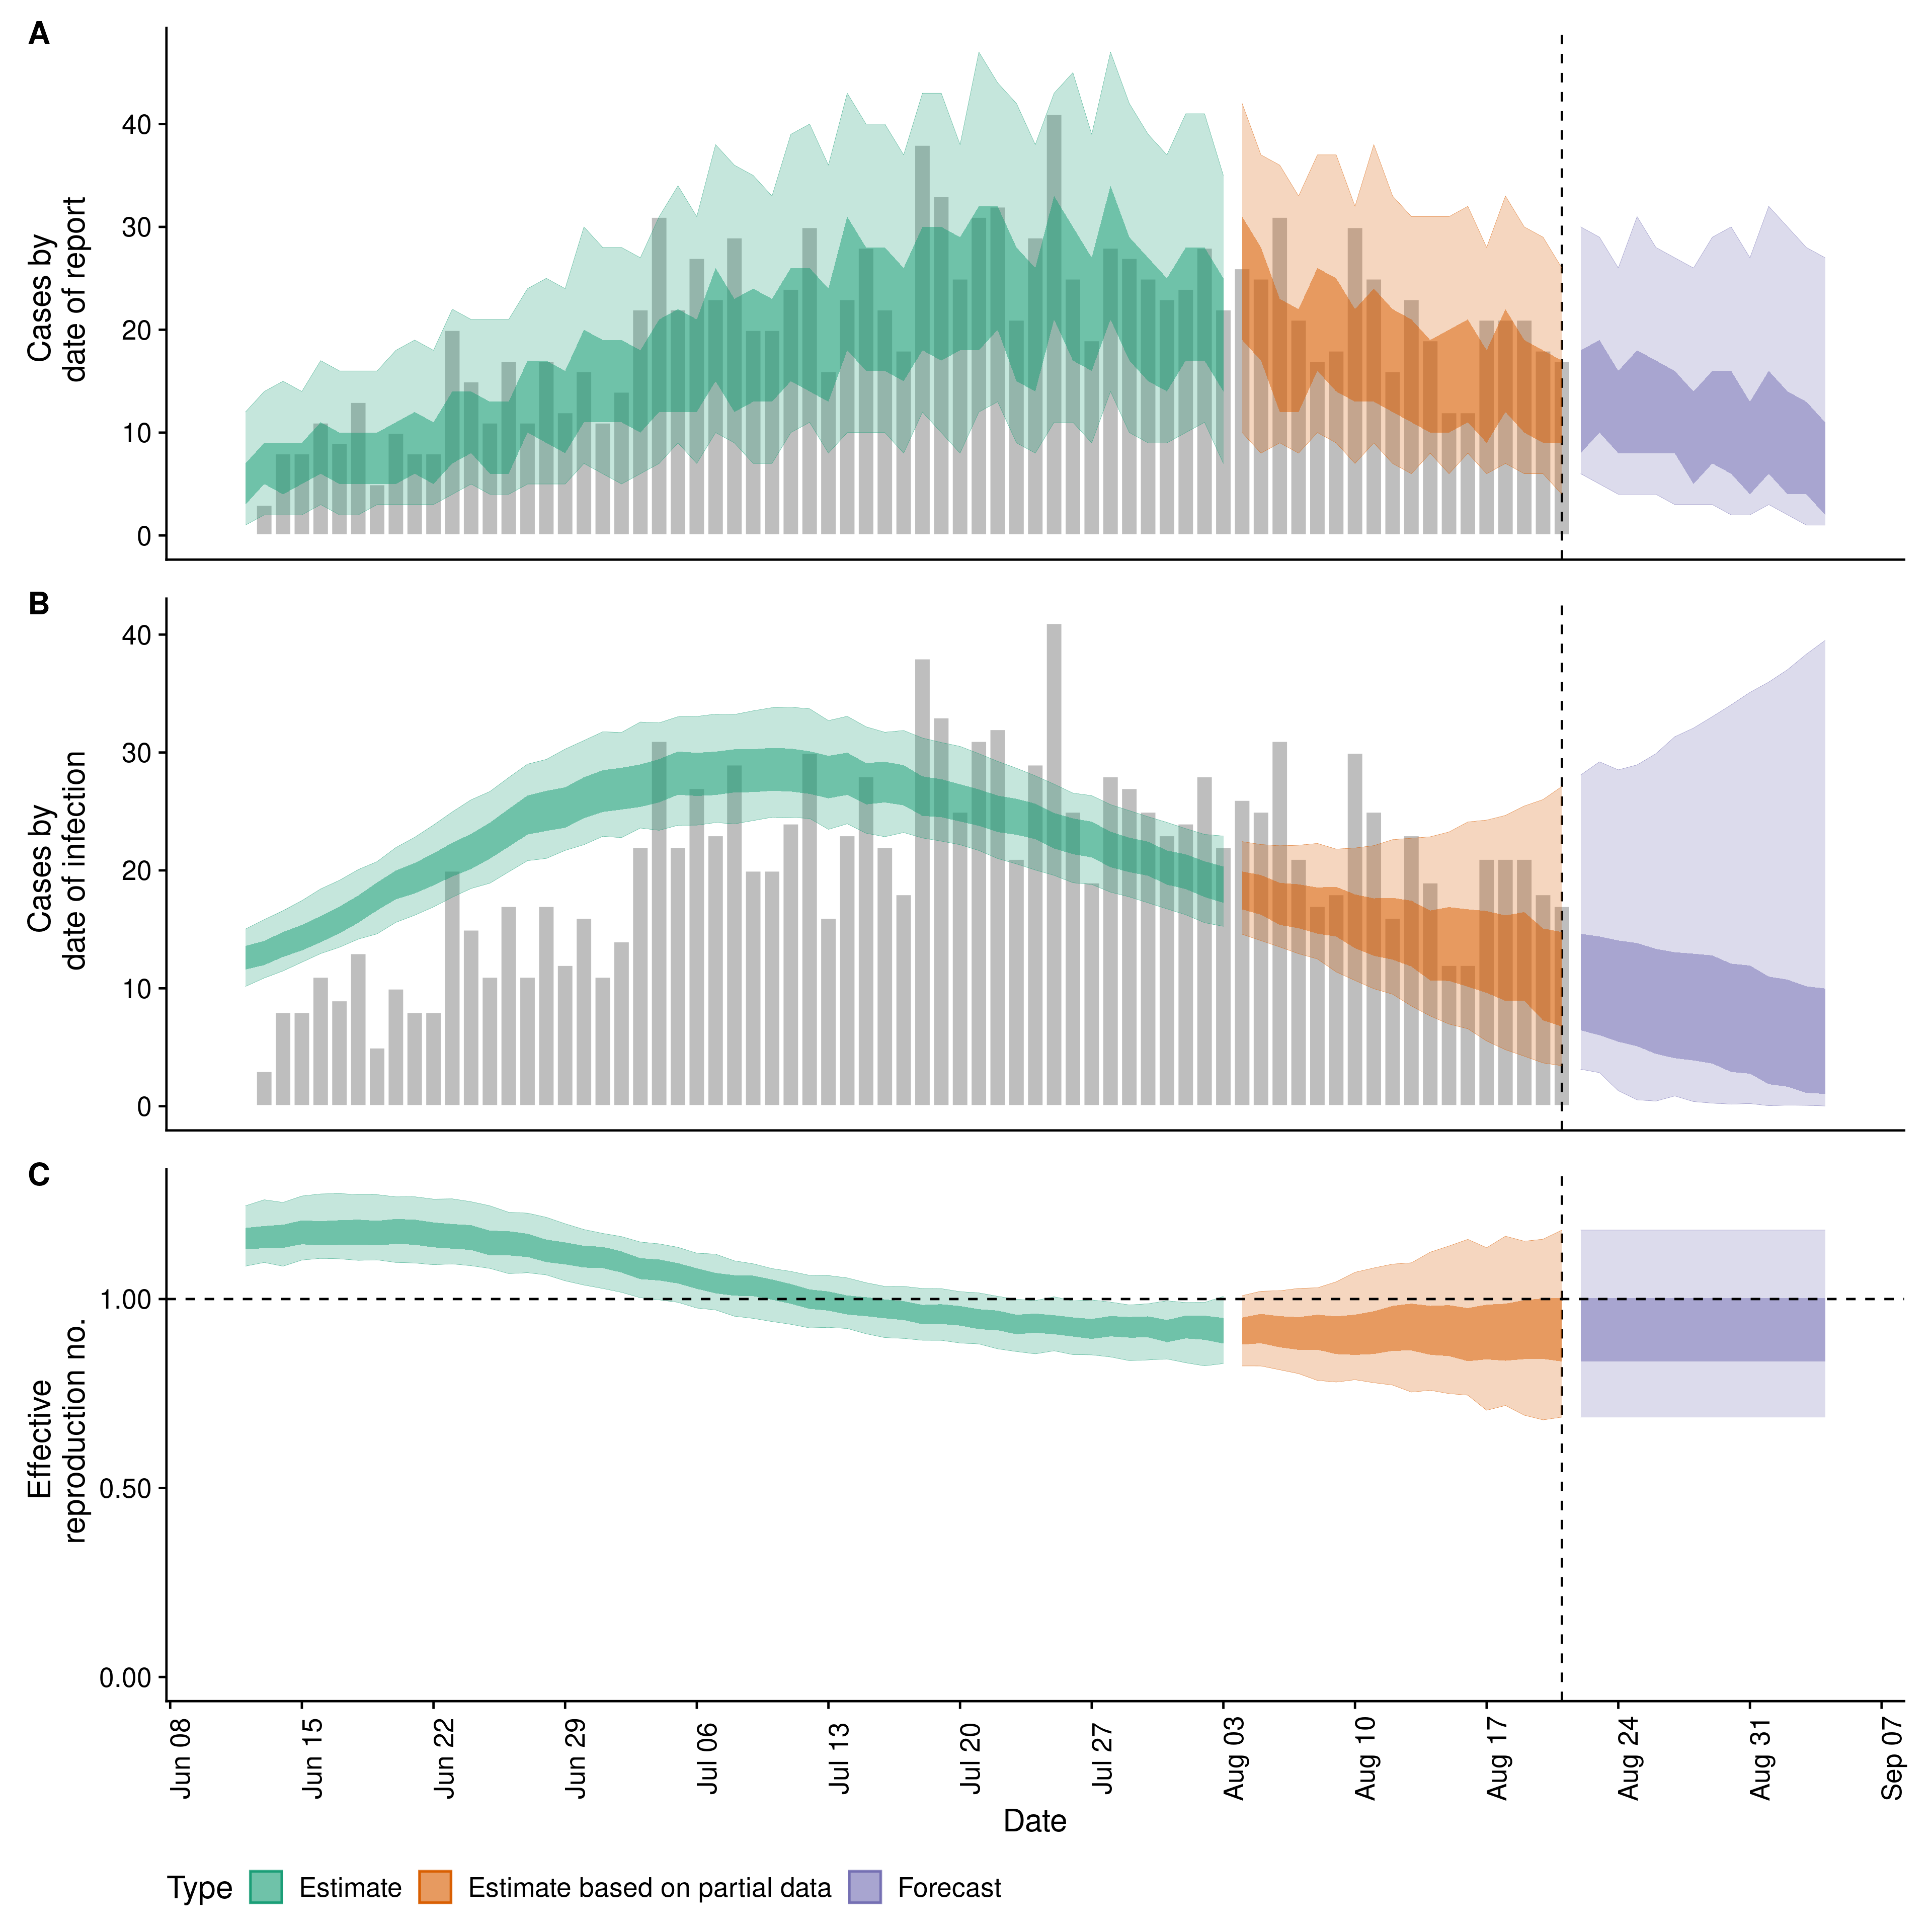 A
Cases by
date of report
40
30
20
10
0
B
Cases by
date of infection
40
30
20
10
0
C
Effective
reproduction no.
1.00
0.50
0.00
Jun 08
Jun 15
Jun 22
Jun 29
Jul 06
Jul 13
Jul 20
Jul 27
Aug 03
Aug 10
Aug 17
Aug 24
Aug 31
Sep 07
Date
Type Estimate Estimate based on partial data Forecast